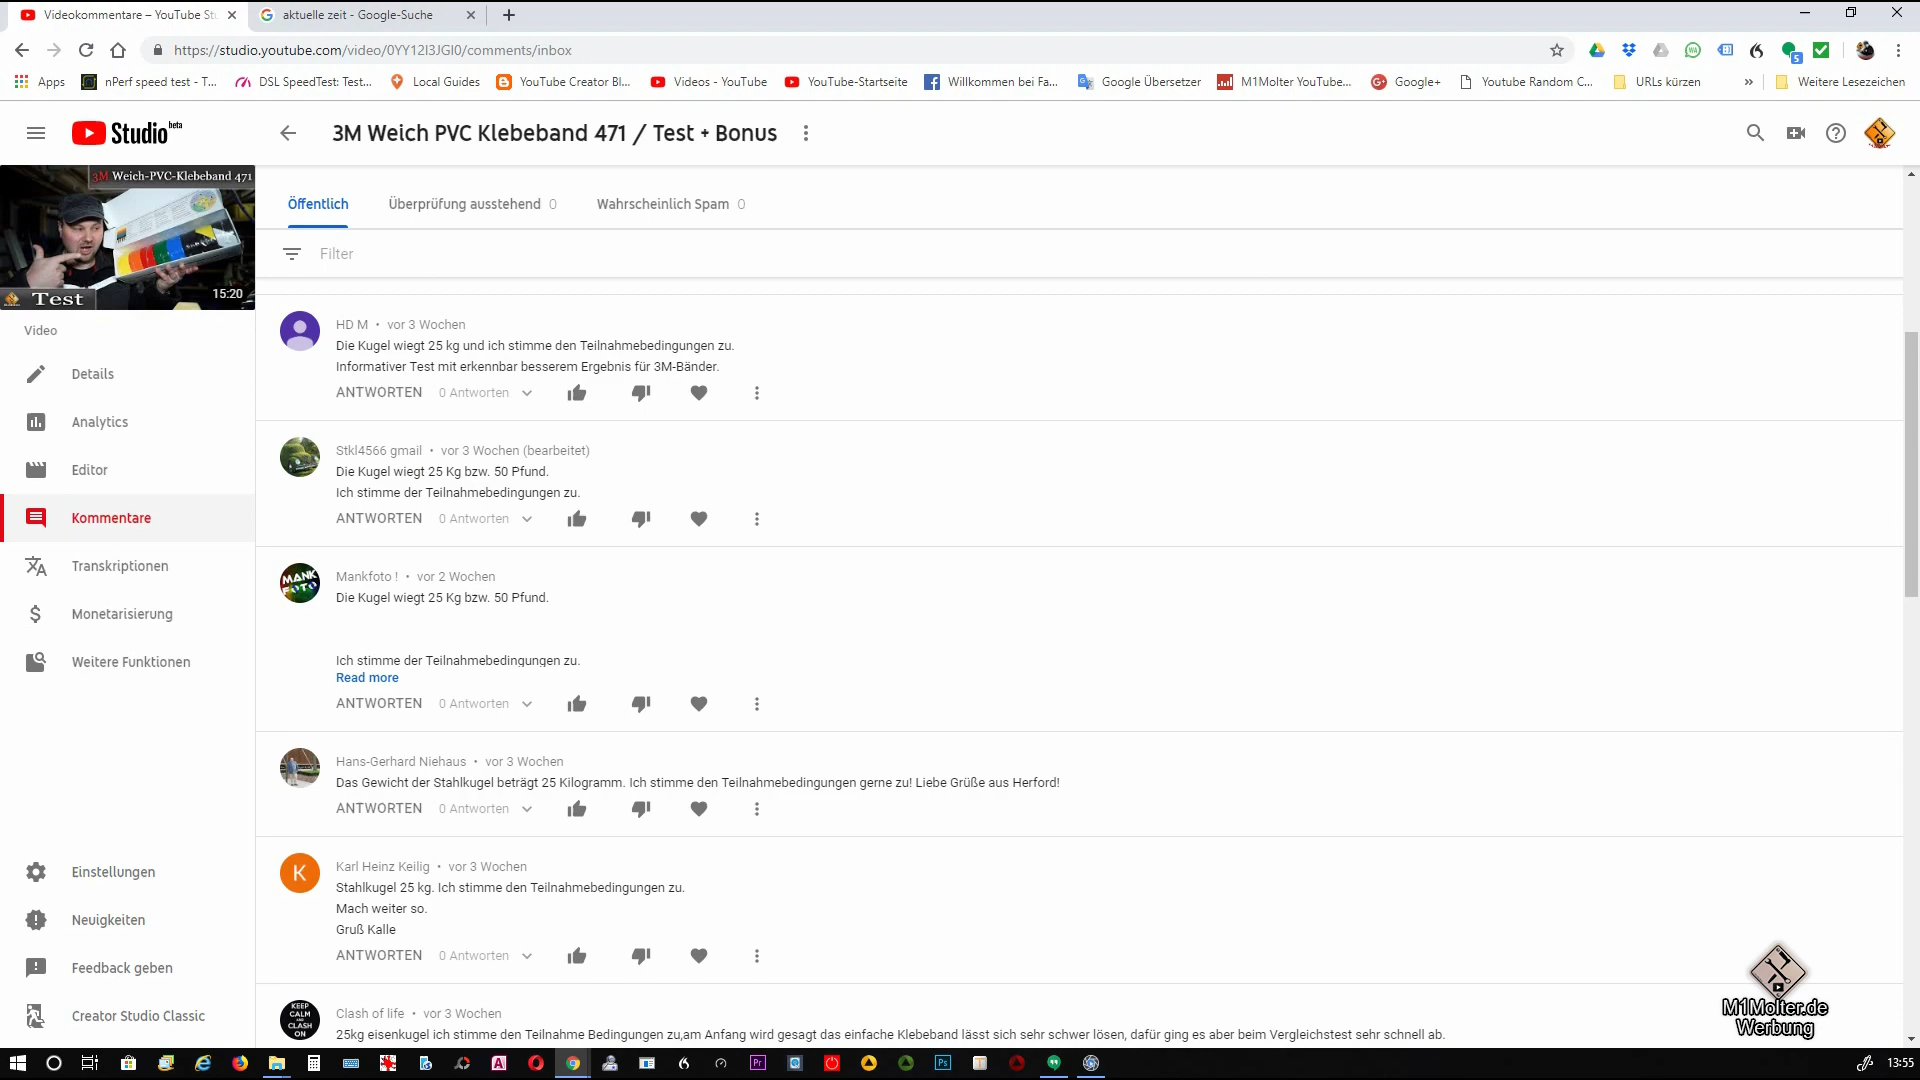 Videokommentare – YouTube Stu
aktuelle zeit - Google-Suche
https://studio.youtube.com/video/0YY12I3JGI0/comments/inbox
5
Apps
nPerf speed test - T...
DSL SpeedTest: Test...
Local Guides
YouTube Creator Bl...
Videos - YouTube
YouTube-Startseite
Willkommen bei Fa...
Google Übersetzer
M1Molter YouTube...
Google+
Youtube Random C...
URLs kürzen
»
Weitere Lesezeichen
Studio beta
3M Weich PVC Klebeband 471 / Test + Bonus
3M Weich-PVC-Klebeband 471
Test
15:20
Video
Details
Analytics
Editor
Kommentare
Transkriptionen
Monetarisierung
Weitere Funktionen
Einstellungen
Neuigkeiten
Feedback geben
Creator Studio Classic
Öffentlich
Überprüfung ausstehend 0
Wahrscheinlich Spam 0
Filter
HD M • vor 3 Wochen
Die Kugel wiegt 25 kg und ich stimme den Teilnahmebedingungen zu.
Informativer Test mit erkennbar besserem Ergebnis für 3M-Bänder.
ANTWORTEN 0 Antworten
Stkl4566 gmail • vor 3 Wochen (bearbeitet)
Die Kugel wiegt 25 Kg bzw. 50 Pfund.
Ich stimme der Teilnahmebedingungen zu.
ANTWORTEN 0 Antworten
MANK
FOTO
Mankfoto ! • vor 2 Wochen
Die Kugel wiegt 25 Kg bzw. 50 Pfund.
Ich stimme der Teilnahmebedingungen zu.
Read more
ANTWORTEN 0 Antworten
Hans-Gerhard Niehaus • vor 3 Wochen
Das Gewicht der Stahlkugel beträgt 25 Kilogramm. Ich stimme den Teilnahmebedingungen gerne zu! Liebe Grüße aus Herford!
ANTWORTEN 0 Antworten
K
Karl Heinz Keilig • vor 3 Wochen
Stahlkugel 25 kg. Ich stimme den Teilnahmebedingungen zu.
Mach weiter so.
Gruß Kalle
ANTWORTEN 0 Antworten
KEEP
CALM
AND
CLASH
ON
Clash of life • vor 3 Wochen
25kg eisenkugel ich stimme den Teilnahme Bedingungen zu,am Anfang wird gesagt das einfache Klebeband lässt sich sehr schwer lösen, dafür ging es aber beim Vergleichstest sehr schnell ab.
M1Molter.de
Werbung
Pr
Ps
13:55